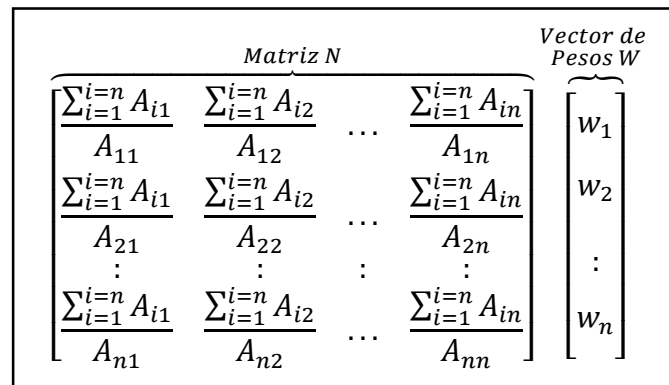 Matriz N
Vector de
Pesos W
∑_{i=1}^{i=n} A_{i1} / A_{11} ∑_{i=1}^{i=n} A_{i2} / A_{12} … ∑_{i=1}^{i=n} A_{in} / A_{1n} w_1
∑_{i=1}^{i=n} A_{i1} / A_{21} ∑_{i=1}^{i=n} A_{i2} / A_{22} … ∑_{i=1}^{i=n} A_{in} / A_{2n} w_2
: : : : :
∑_{i=1}^{i=n} A_{i1} / A_{n1} ∑_{i=1}^{i=n} A_{i2} / A_{n2} … ∑_{i=1}^{i=n} A_{in} / A_{nn} w_n